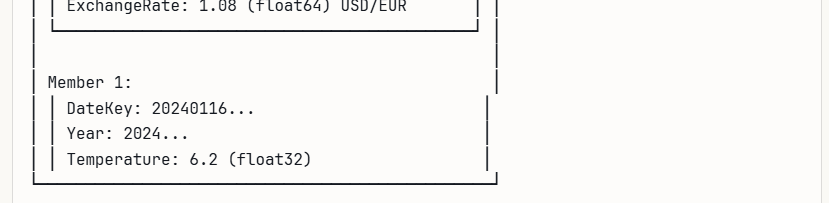 ExchangeRate: 1.08 (float64) USD/EUR
Member 1:
DateKey: 20240116...
Year: 2024...
Temperature: 6.2 (float32)